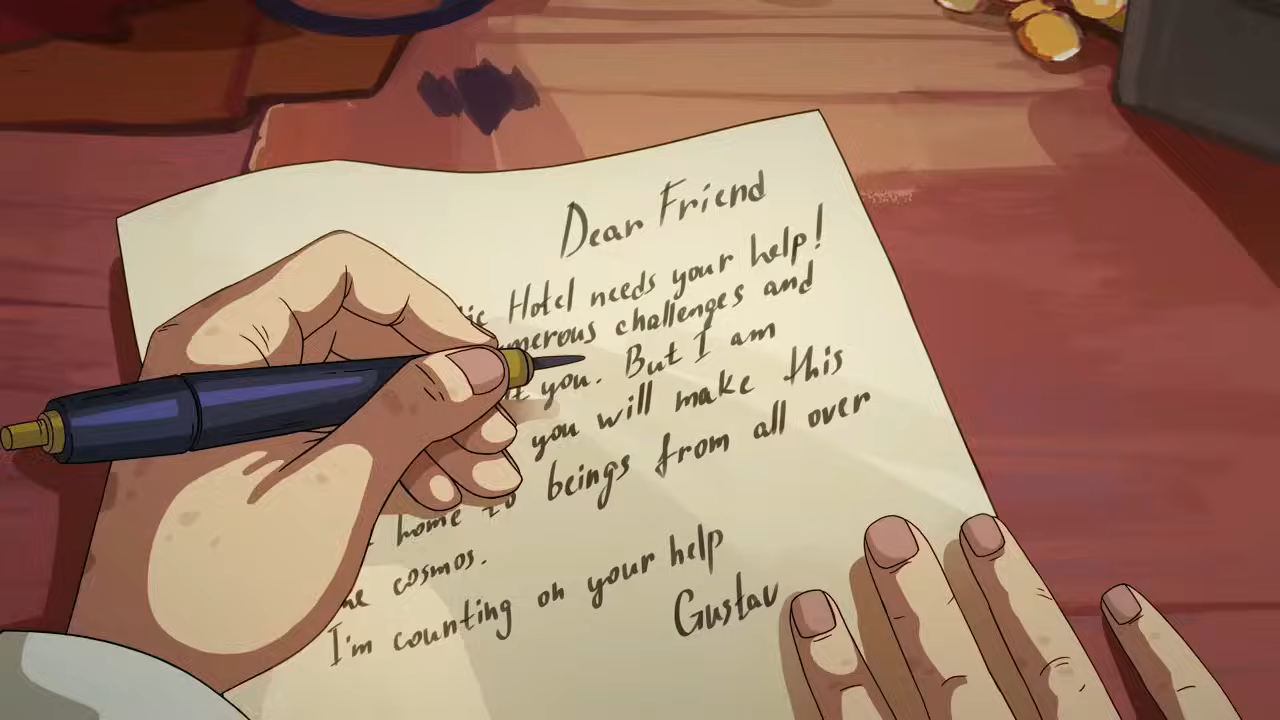 Dear Friend
Hotel needs your help!
challenges and
you. But I am
you will make this
home to beings from all over
cosmos.
I'm counting on your help
Gustav